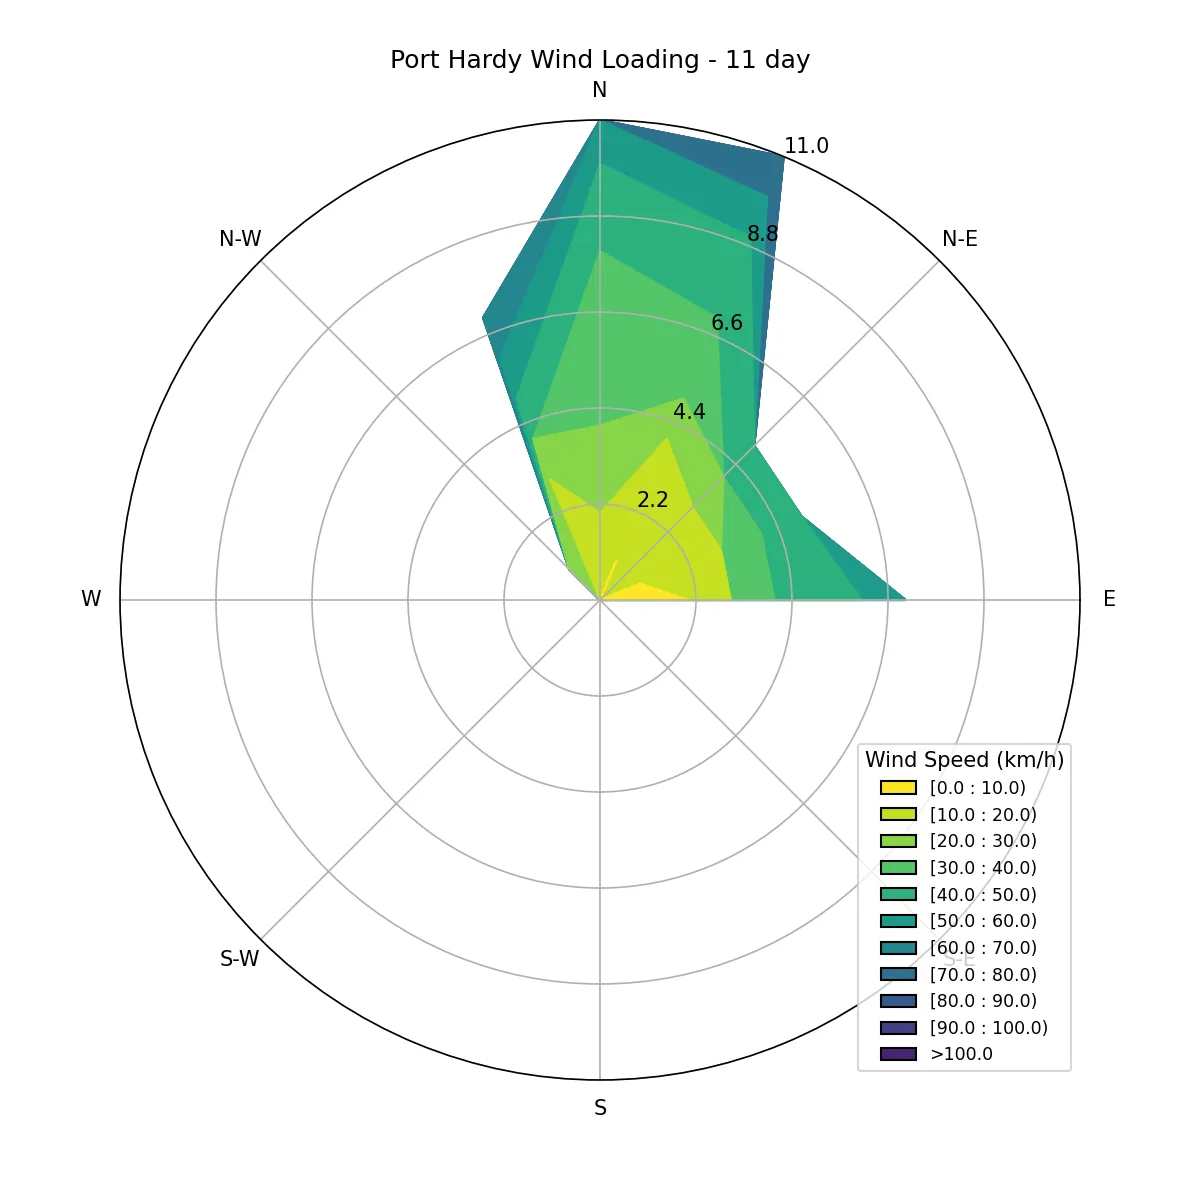 Port Hardy Wind Loading - 11 day
N
11.0
N-W
8.8
N-E
6.6
4.4
2.2
W
E
Wind Speed (km/h)
[0.0 : 10.0)
[10.0 : 20.0)
[20.0 : 30.0)
[30.0 : 40.0)
[40.0 : 50.0)
[50.0 : 60.0)
[60.0 : 70.0)
[70.0 : 80.0)
[80.0 : 90.0)
[90.0 : 100.0)
>100.0
S-W
S-E
S